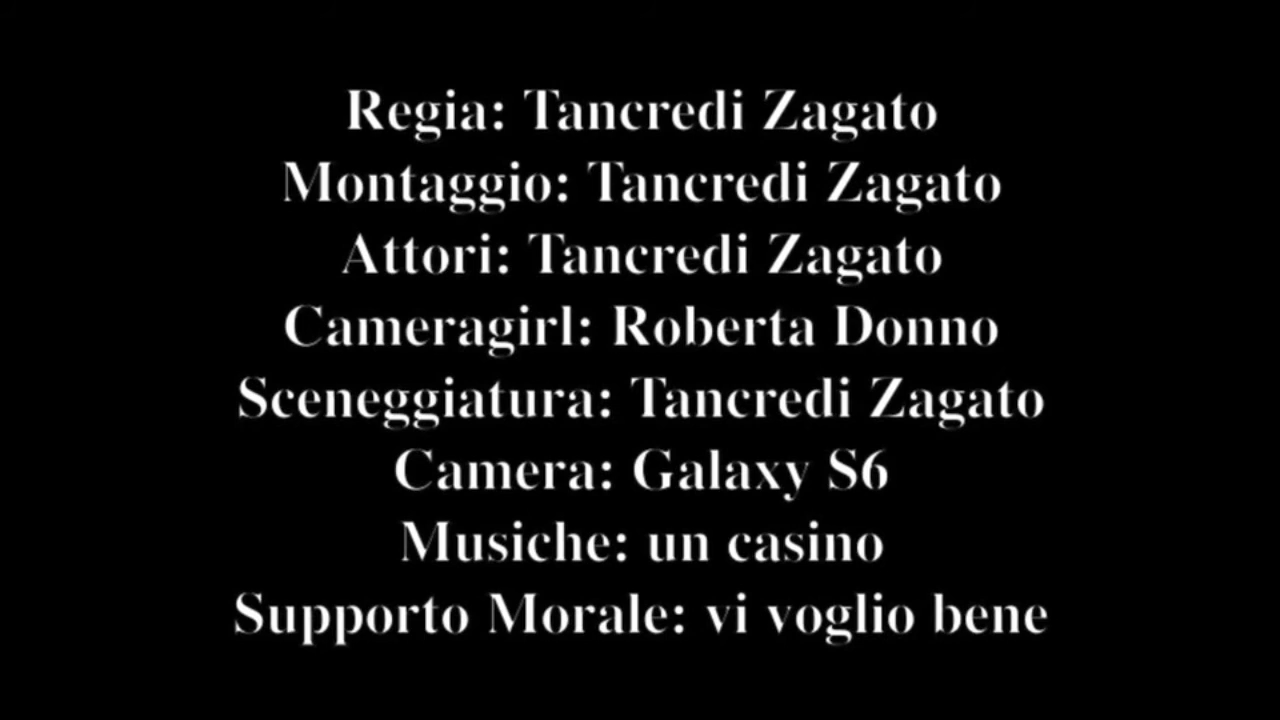 Regia: Tancredi Zagato
Montaggio: Tancredi Zagato
Attori: Tancredi Zagato
Cameragirl: Roberta Donno
Sceneggiatura: Tancredi Zagato
Camera: Galaxy S6
Musiche: un casino
Supporto Morale: vi voglio bene